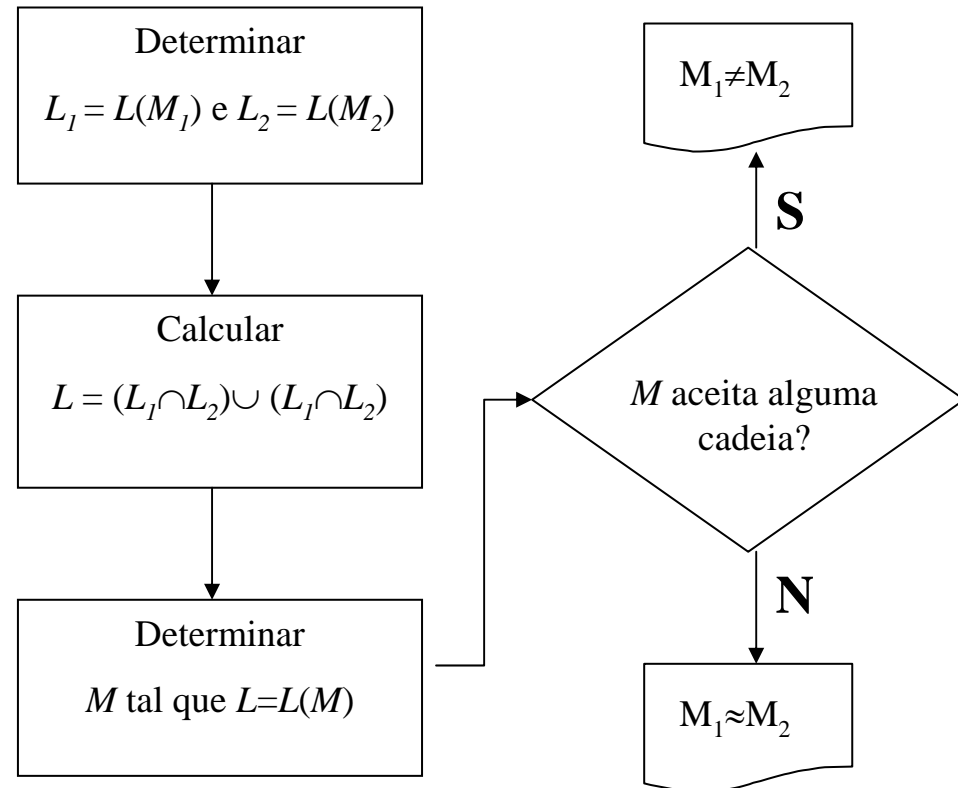 Determinar
L₁ = L(M₁) e L₂ = L(M₂)
Calcular
L = (L₁∩L₂)∪ (L₁∩L₂)
Determinar
M tal que L=L(M)
M₁≠M₂
S
M aceita alguma
cadeia?
N
M₁≈M₂